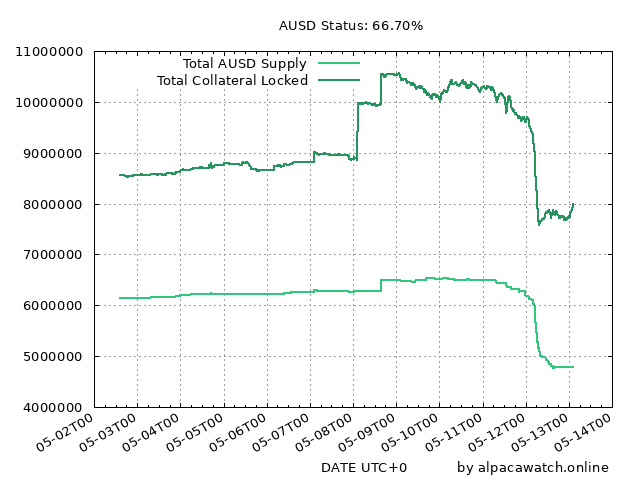 AUSD Status: 66.70%
11000000
10000000
9000000
8000000
7000000
6000000
5000000
4000000
Total AUSD Supply
Total Collateral Locked
05-02T00
05-03T00
05-04T00
05-05T00
05-06T00
05-07T00
05-08T00
05-09T00
05-10T00
05-11T00
05-12T00
05-13T00
05-14T00
DATE UTC+0
by alpacawatch.online